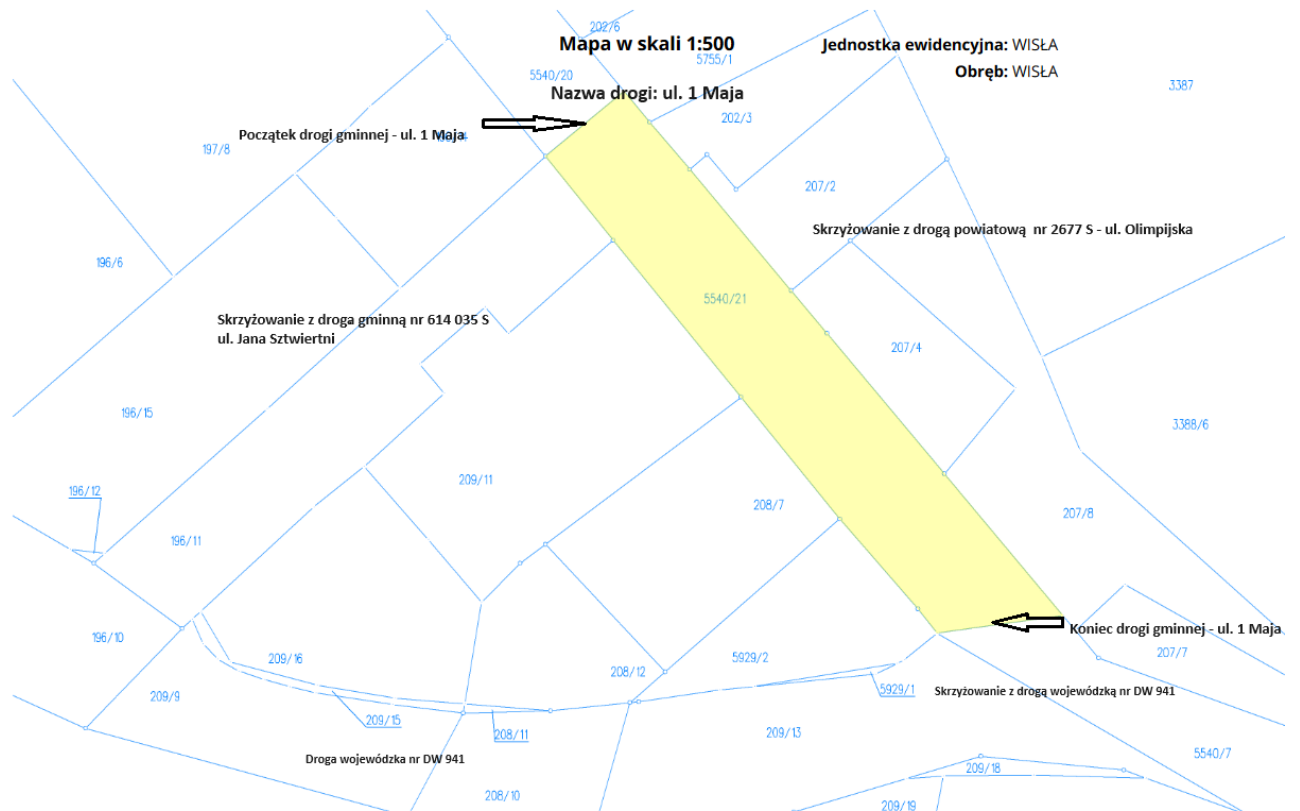 202/6
Mapa w skali 1:500
Jednostka ewidencyjna: WISŁA
5755/1
Obręb: WISŁA
5540/20
3387
Nazwa drogi: ul. 1 Maja
202/3
Początek drogi gminnej - ul. 1 Maja
197/8
207/2
Skrzyżowanie z drogą powiatową nr 2677 S - ul. Olimpijska
196/6
5540/21
Skrzyżowanie z droga gminną nr 614 035 S
ul. Jana Sztwiertni
207/4
196/15
3388/6
209/11
196/12
208/7
207/8
196/11
Koniec drogi gminnej - ul. 1 Maja
196/10
209/16
5929/2
207/7
208/12
5929/1
Skrzyżowanie z drogą wojewódzką nr DW 941
209/9
209/15
208/11
209/13
5540/7
Droga wojewódzka nr DW 941
209/18
208/10
209/19